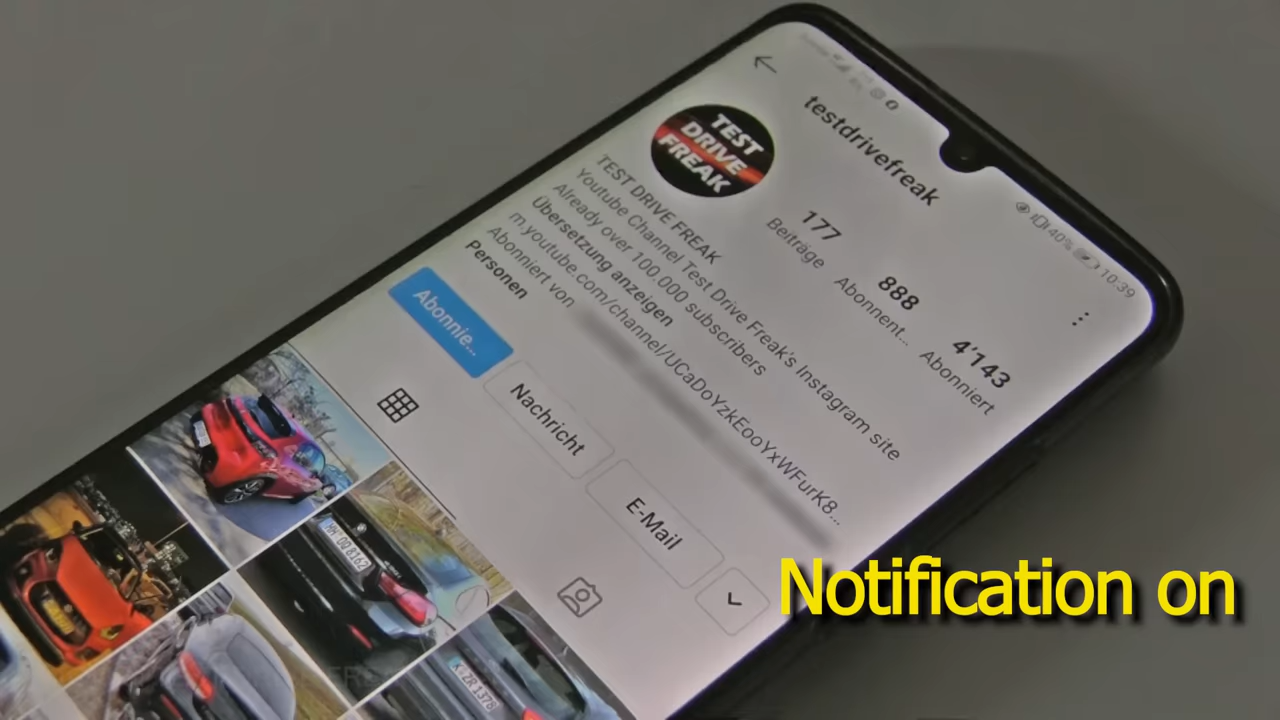 testdrivefreak
40%
10:39
TEST
DRIVE
FREAK
177
Beiträge
888
Abonnent...
4'143
Abonniert
TEST DRIVE FREAK
Youtube Channel Test Drive Freak's Instagram site
Already over 100.000 subscribers
Übersetzung anzeigen
m.youtube.com/channel/UCaDoYzkEooYxWFurK8...
Abonniert von
Personen
Abonnie...
Nachricht
E-Mail
Notification on